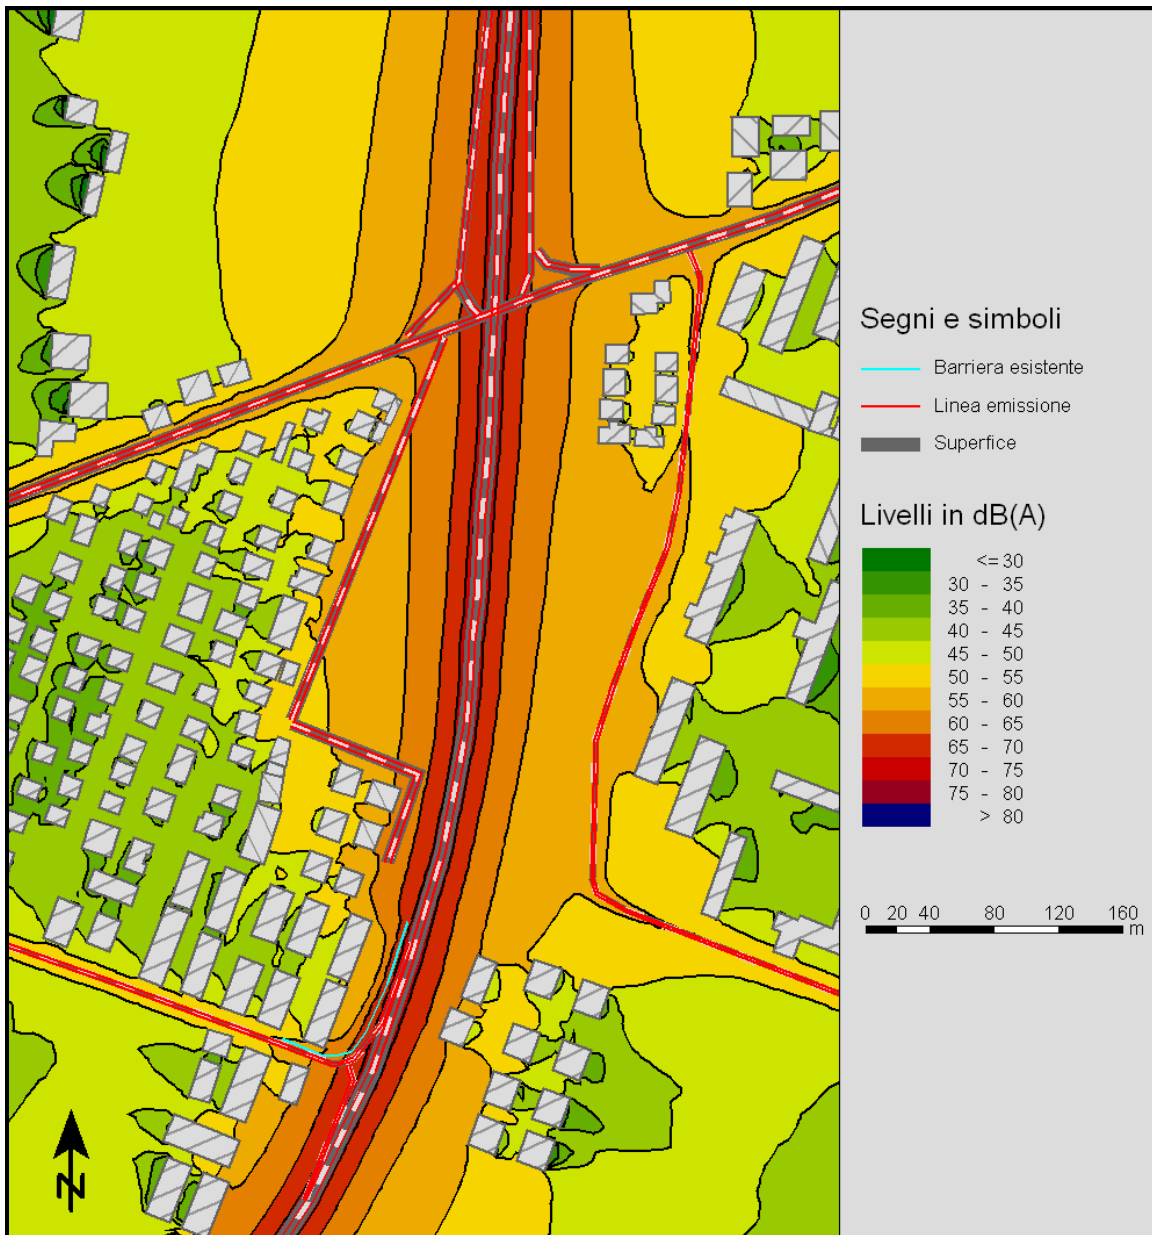 Segni e simboli
Barriera esistente
Linea emissione
Superfice
Livelli in dB(A)
<= 30
30 - 35
35 - 40
40 - 45
45 - 50
50 - 55
55 - 60
60 - 65
65 - 70
70 - 75
75 - 80
> 80
0 20 40 80 120 160
m
N